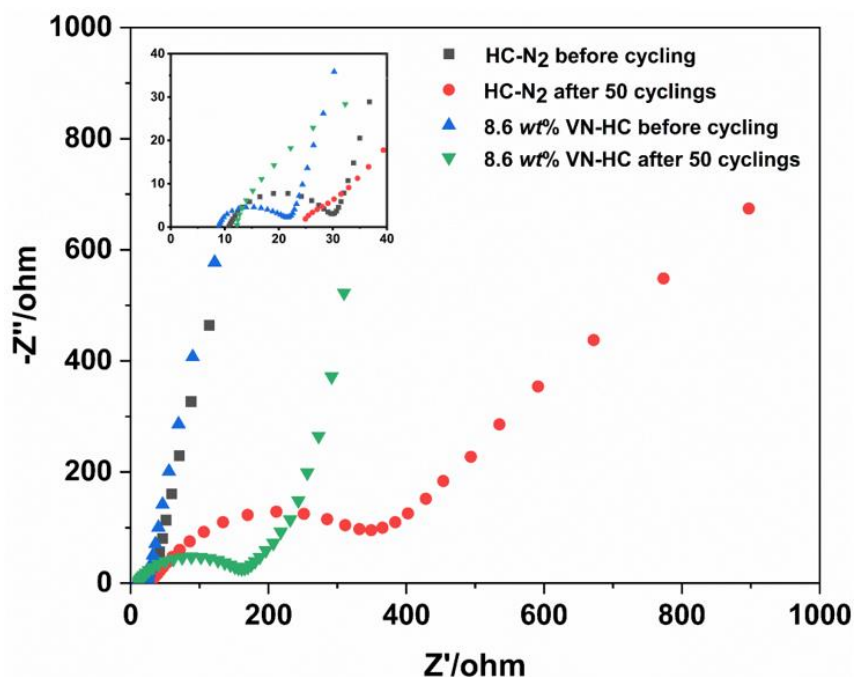 1000
800
600
400
200
0
-Z"/ohm
40
30
20
10
0
0 10 20 30 40
HC-N2 before cycling
HC-N2 after 50 cyclings
8.6 wt% VN-HC before cycling
8.6 wt% VN-HC after 50 cyclings
0 200 400 600 800 1000
Z'/ohm